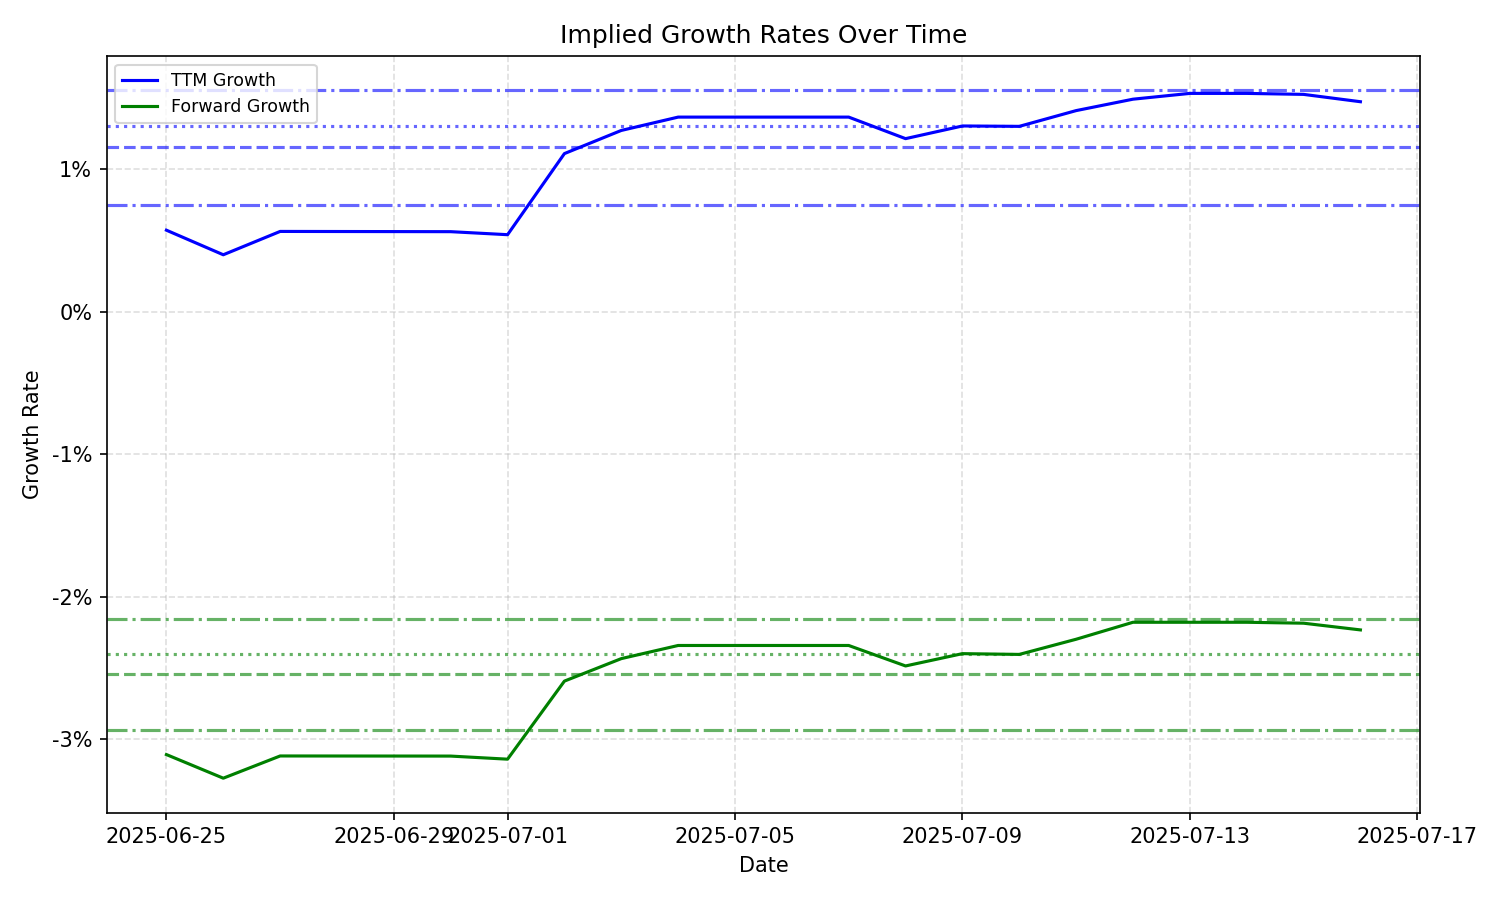 Implied Growth Rates Over Time
TTM Growth
Forward Growth
1%
0%
-1%
-2%
-3%
Growth Rate
2025-06-25
2025-06-29
2025-07-01
2025-07-05
2025-07-09
2025-07-13
2025-07-17
Date